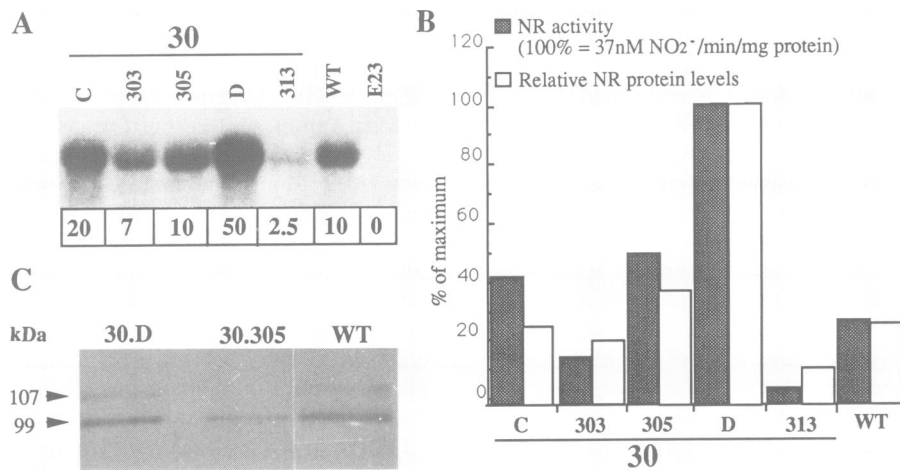 A
30
C 303 305 D 313 WT E23
20 7 10 50 2.5 10 0
B
NR activity
(100% = 37nM NO2⁻/min/mg protein)
Relative NR protein levels
% of maximum
120
100
80
60
40
20
0
C 303 305 D 313 WT
30
C
kDa 30.D 30.305 WT
107
99